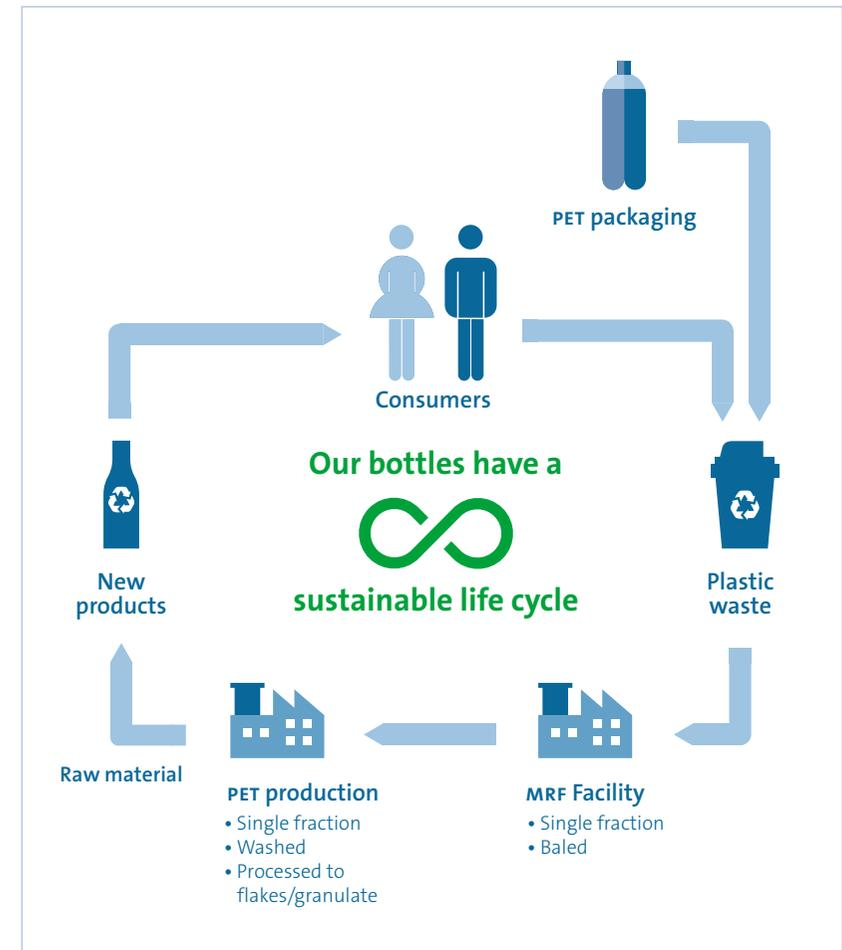 PET packaging
Consumers
Our bottles have a
sustainable life cycle
New
products
Plastic
waste
Raw material
PET production
• Single fraction
• Washed
• Processed to
flakes/granulate
MRF Facility
• Single fraction
• Baled